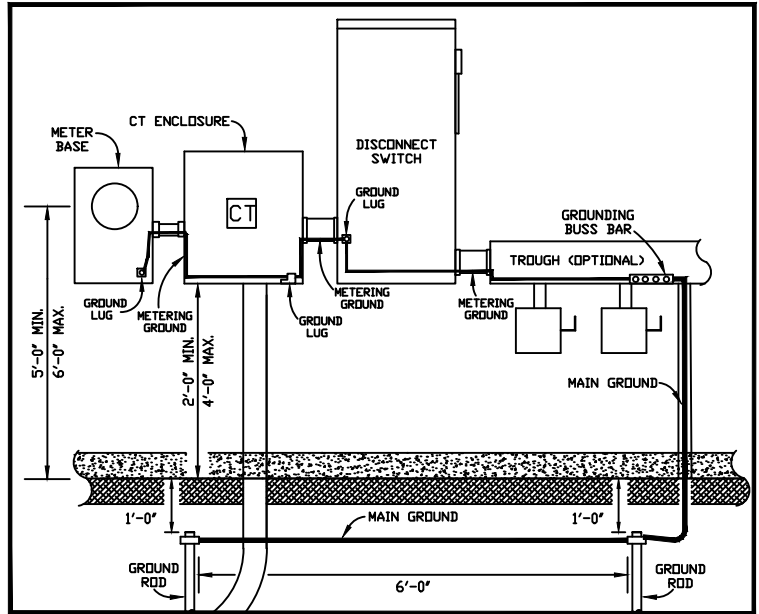 CT ENCLOSURE
METER
BASE
DISCONNECT
SWITCH
GROUND
LUG
CT
GROUNDING
BUSS BAR
TROUGH (OPTIONAL)
GROUND
LUG
METERING
GROUND
GROUND
LUG
METERING
GROUND
METERING
GROUND
5'-0" MIN.
6'-0" MAX.
2'-0" MIN.
4'-0" MAX.
MAIN GROUND
1'-0"
MAIN GROUND
1'-0"
GROUND
ROD
6'-0"
GROUND
ROD